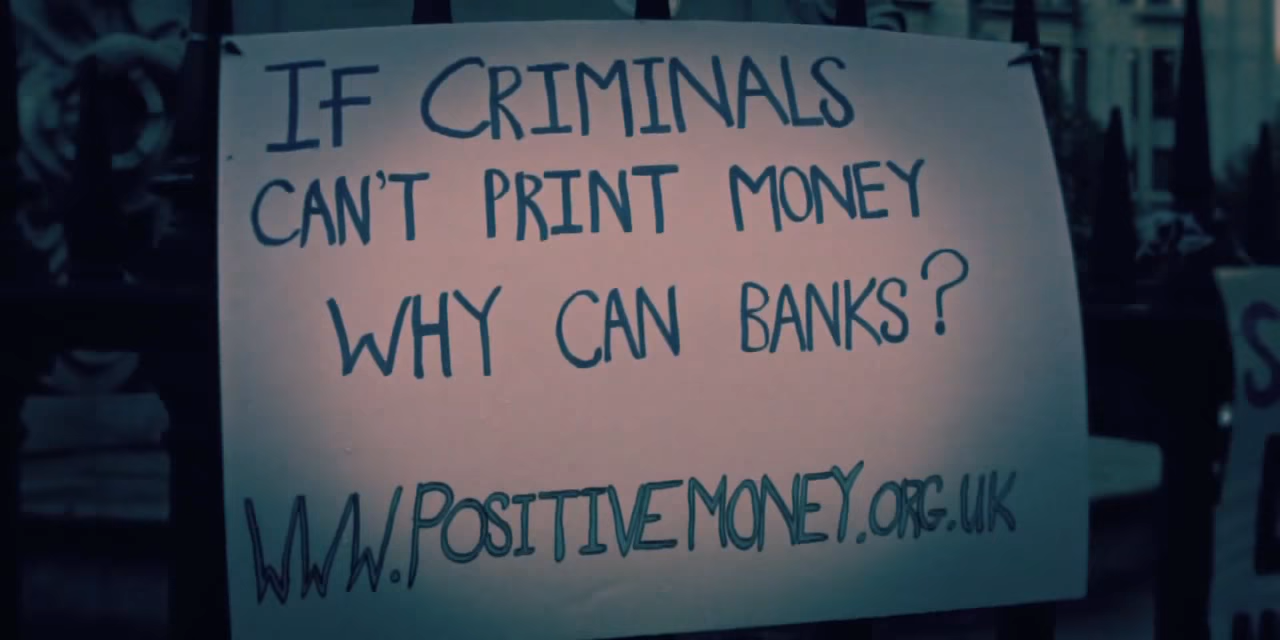 IF CRIMINALS
CAN'T PRINT MONEY
WHY CAN BANKS?
WWW.POSITIVEMONEY.ORG.UK